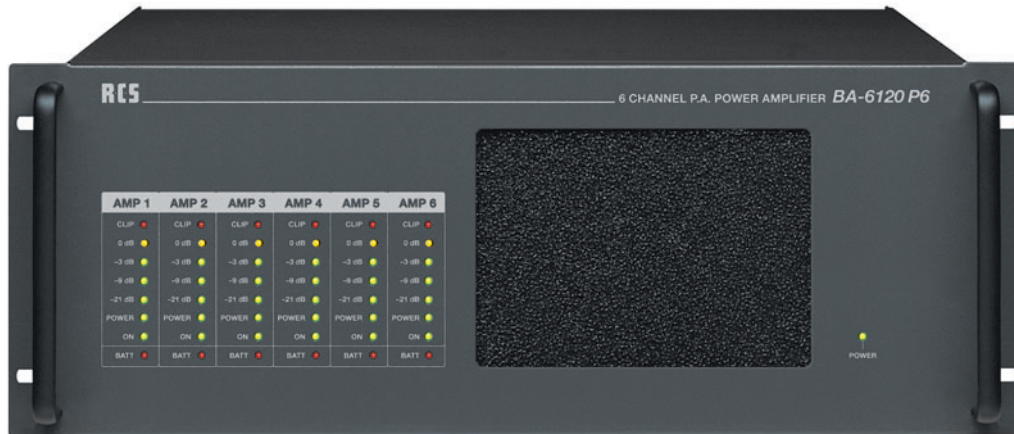 RCS
6 CHANNEL P.A. POWER AMPLIFIER BA-6120 P6
AMP 1 AMP 2 AMP 3 AMP 4 AMP 5 AMP 6
CLIP CLIP CLIP CLIP CLIP CLIP
0 dB 0 dB 0 dB 0 dB 0 dB 0 dB
-3 dB -3 dB -3 dB -3 dB -3 dB -3 dB
-9 dB -9 dB -9 dB -9 dB -9 dB -9 dB
-21 dB -21 dB -21 dB -21 dB -21 dB -21 dB
POWER POWER POWER POWER POWER POWER
ON ON ON ON ON ON
BATT BATT BATT BATT BATT BATT
POWER